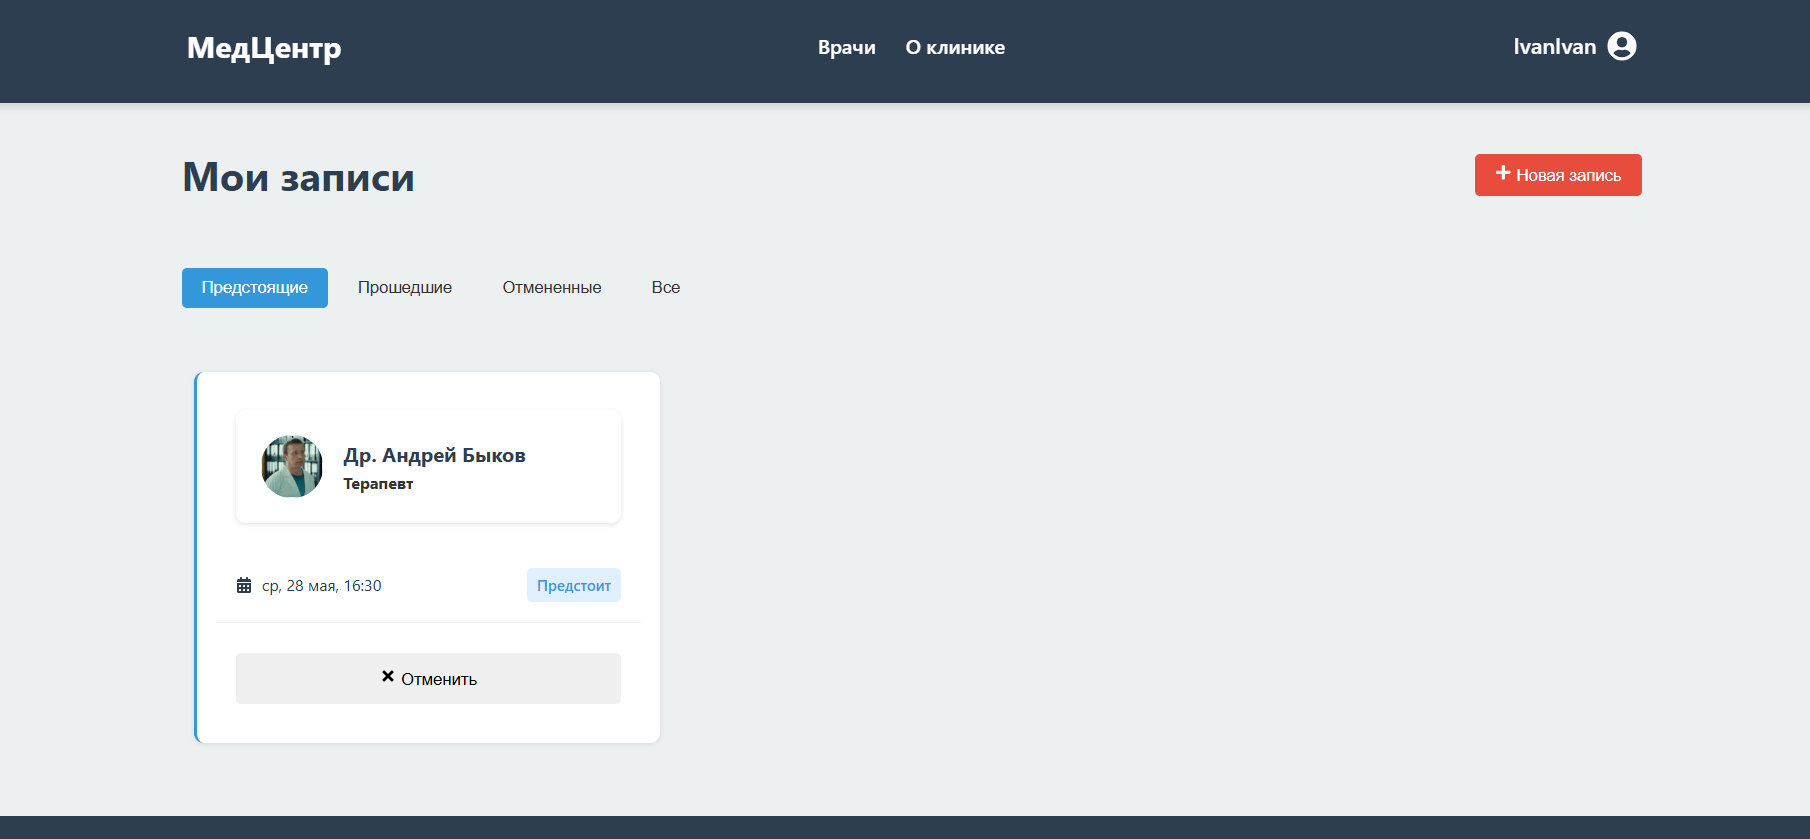 МедЦентр
Врачи
О клинике
IvanIvan
Мои записи
Новая запись
Предстоящие
Прошедшие
Отмененные
Все
Др. Андрей Быков
Терапевт
ср, 28 мая, 16:30
Предстоит
Отменить